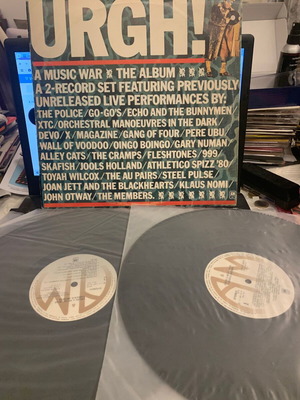 URGH!
A MUSIC WAR THE ALBUM
A 2-RECORD SET FEATURING PREVIOUSLY
UNRELEASED LIVE PERFORMANCES BY:
THE POLICE/GO-GO'S/ECHO AND THE BUNNYMEN
XTC/ORCHESTRAL MANOEUVRES IN THE DARK
DEVO/X/MAGAZINE/GANG OF FOUR/PERE UBU
WALL OF VOODOO/OINGO BOINGO/GARY NUMAN
ALLEY CATS/THE CRAMPS/FLESHTONES/999
SKAFISH/JOOLS HOLLAND/ATHLETICO SPIZZ '80
TOYAH WILCOX/THE AU PAIRS/STEEL PULSE
JOAN JETT AND THE BLACKHEARTS/KLAUS NOMI
JOHN OTWAY/THE MEMBERS.
A&M
A&M